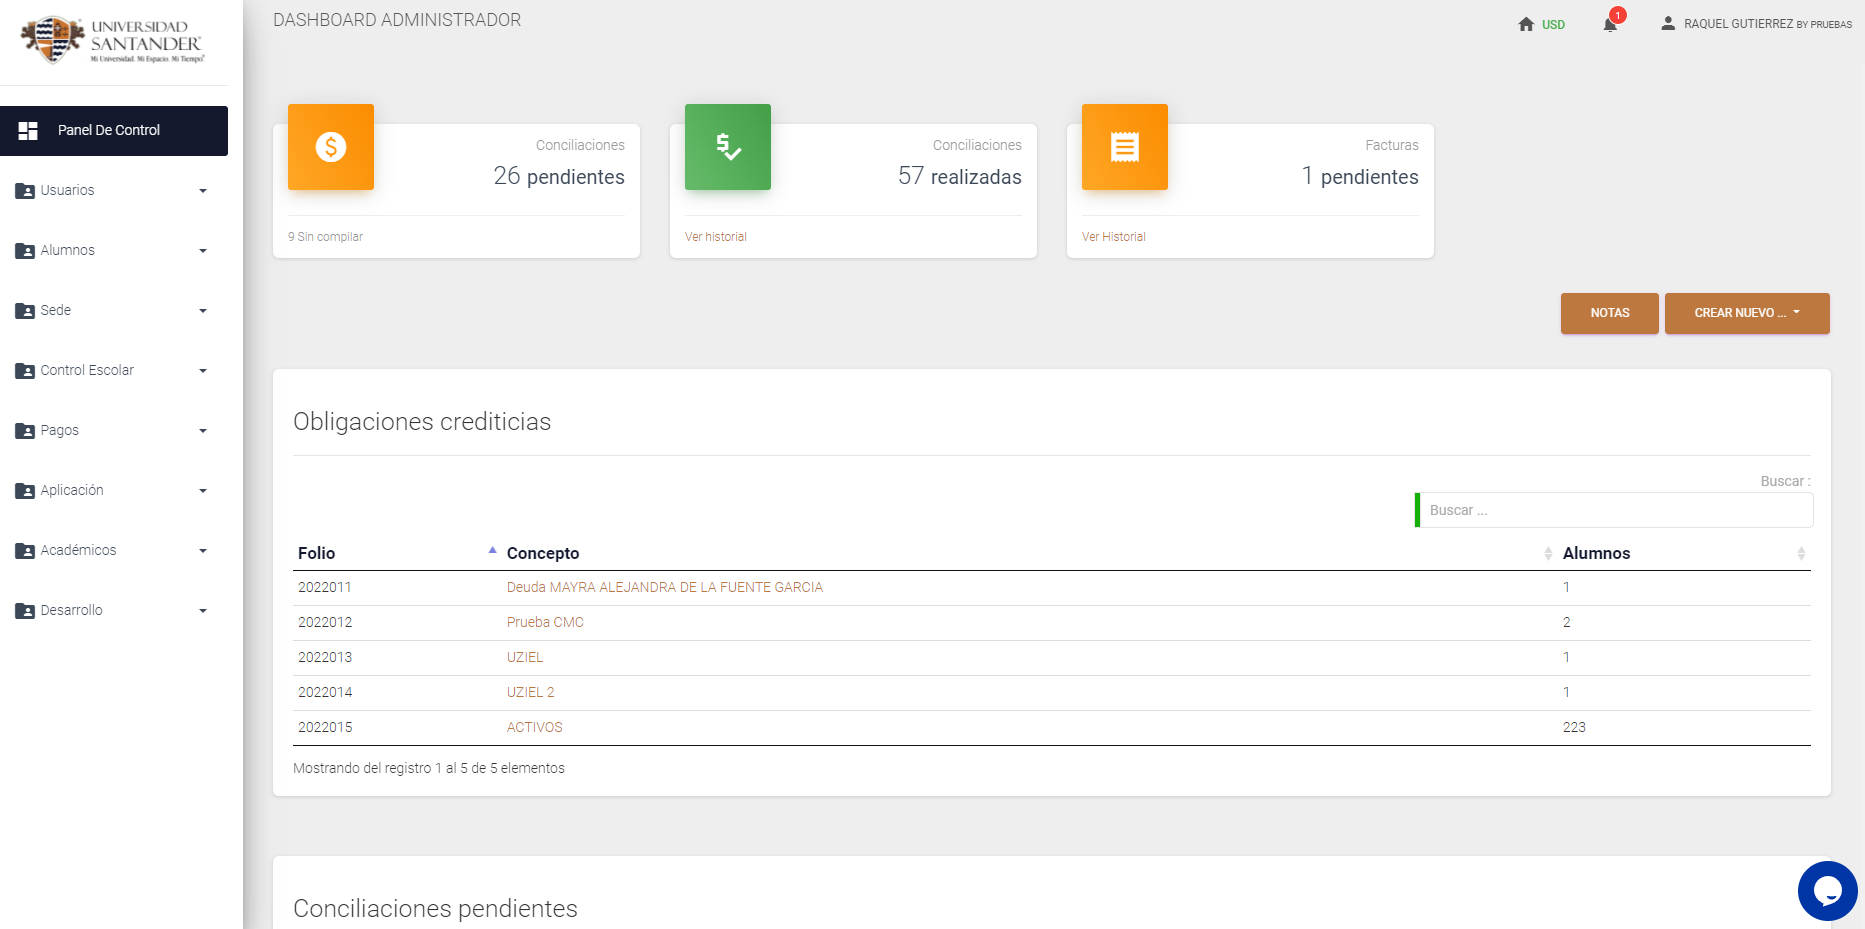 UNIVERSIDAD
SANTANDER
Mi Universidad. Mi Espacio. Mi Tiempo
DASHBOARD ADMINISTRADOR
USD
1
RAQUEL GUTIERREZ BY PRUEBAS
Panel De Control
Usuarios
Alumnos
Sede
Control Escolar
Pagos
Aplicación
Académicos
Desarrollo
Conciliaciones
26 pendientes
9 Sin compilar
Conciliaciones
57 realizadas
Ver historial
Facturas
1 pendientes
Ver Historial
NOTAS
CREAR NUEVO ...
Obligaciones crediticias
Buscar :
Buscar ...
Folio Concepto Alumnos
2022011 Deuda MAYRA ALEJANDRA DE LA FUENTE GARCIA 1
2022012 Prueba CMC 2
2022013 UZIEL 1
2022014 UZIEL 2 1
2022015 ACTIVOS 223
Mostrando del registro 1 al 5 de 5 elementos
Conciliaciones pendientes